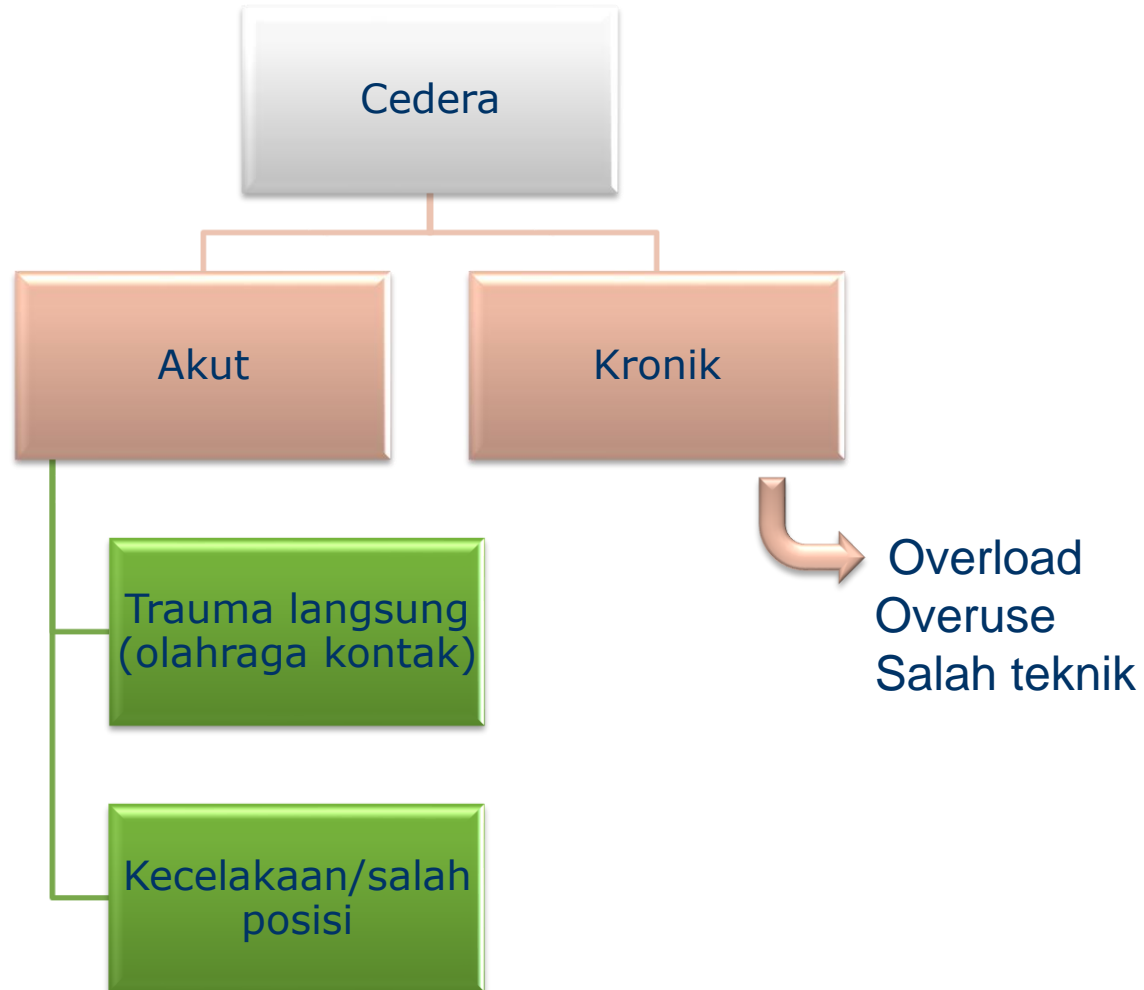 Cedera
Akut
Kronik
Trauma langsung
(olahraga kontak)
Kecelakaan/salah
posisi
Overload
Overuse
Salah teknik